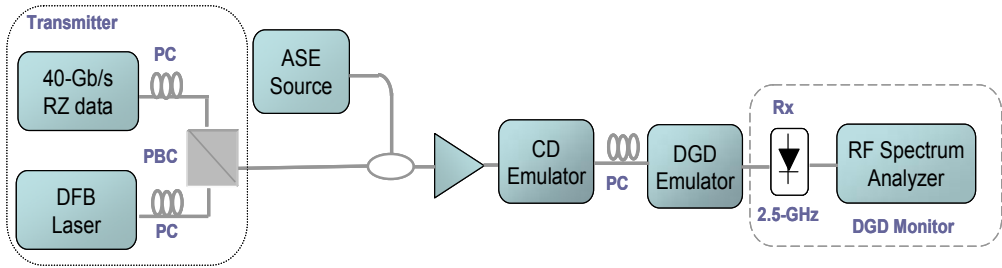 Transmitter
PC
40-Gb/s
RZ data
ASE
Source
PBC
DFB
Laser
PC
CD
Emulator
PC
DGD
Emulator
Rx
2.5-GHz
RF Spectrum
Analyzer
DGD Monitor